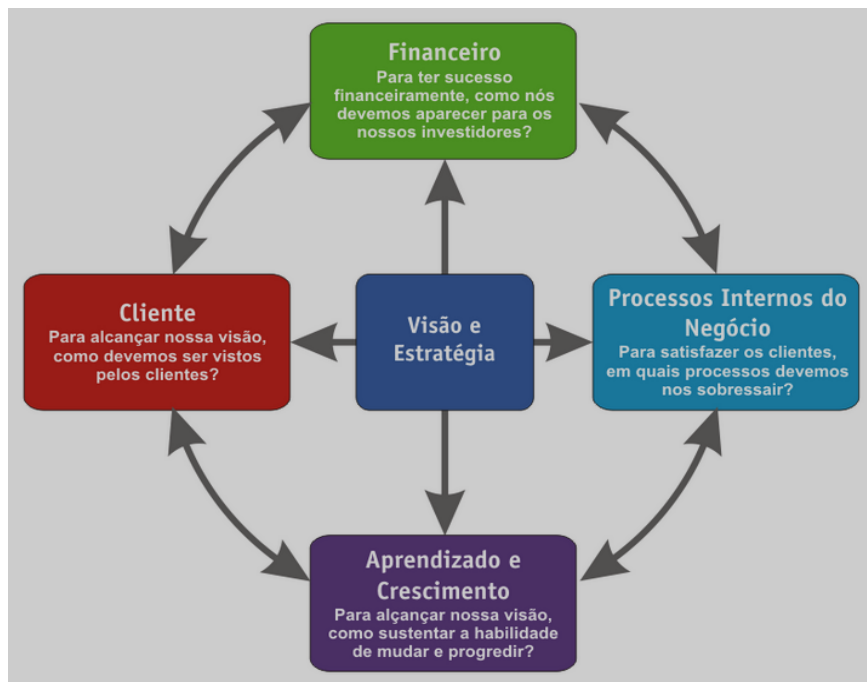 Financeiro
Para ter sucesso
financeiramente, como nós
devemos aparecer para os
nossos investidores?
Cliente
Para alcançar nossa visão,
como devemos ser vistos
pelos clientes?
Visão e
Estratégia
Processos Internos do
Negócio
Para satisfazer os clientes,
em quais processos devemos
nos sobressair?
Aprendizado e
Crescimento
Para alçançar nossa visão,
como sustentar a habilidade
de mudar e progredir?